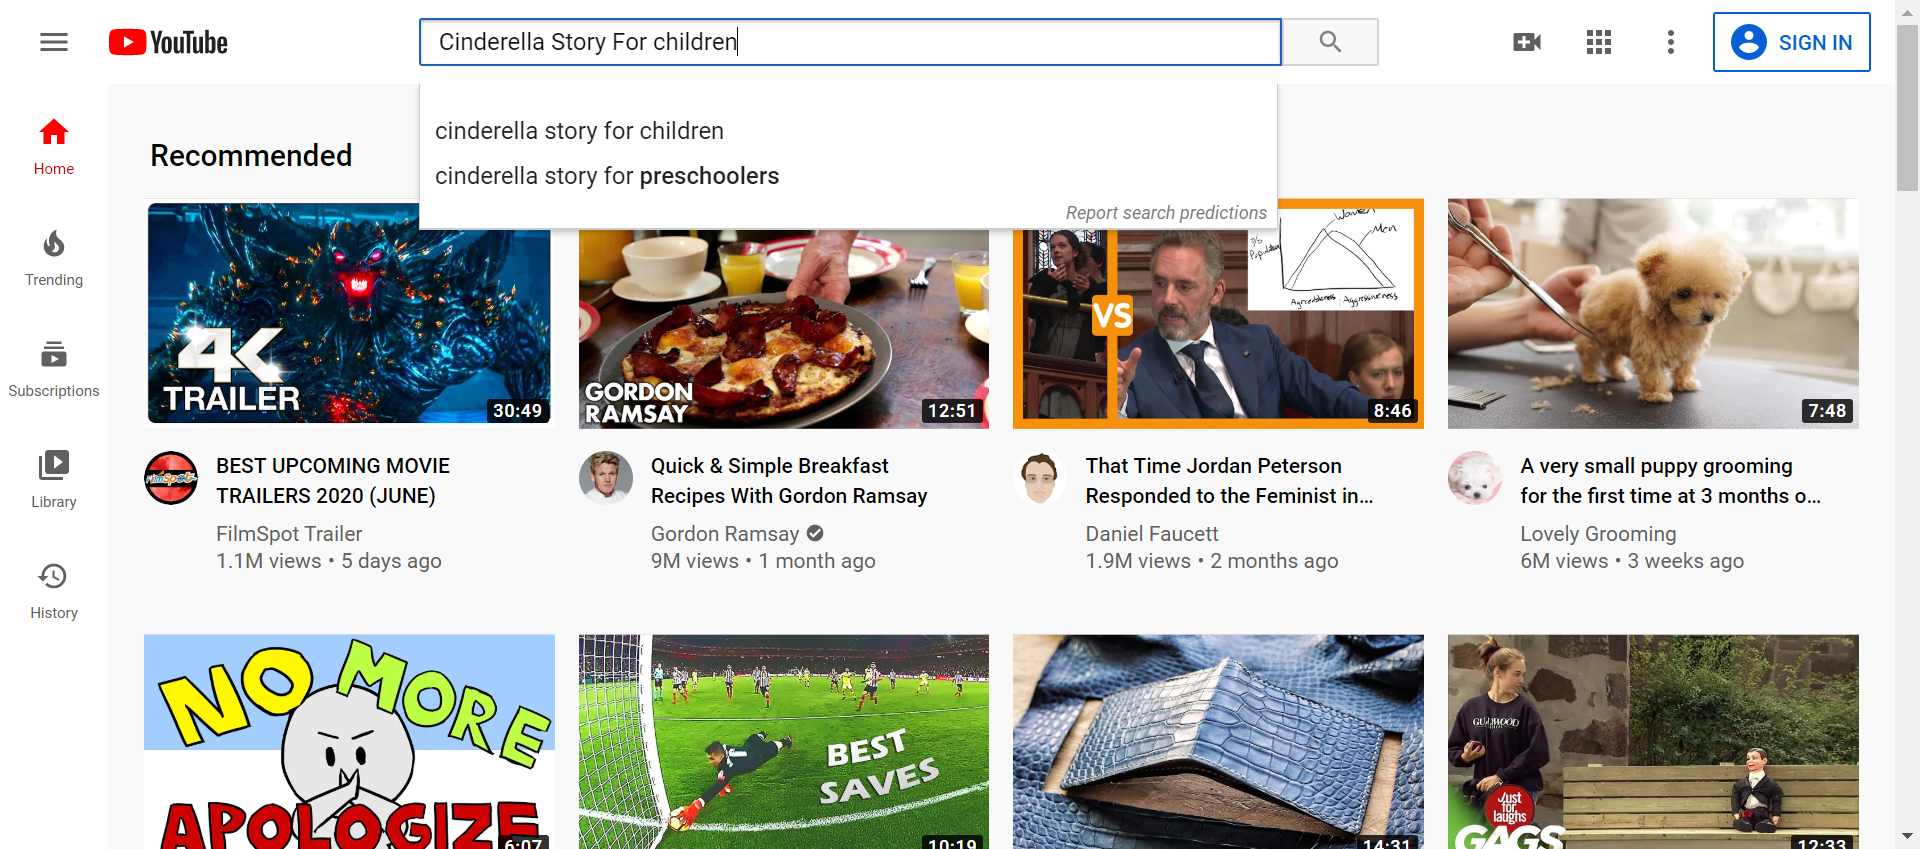 YouTube
Cinderella Story For children
SIGN IN
cinderella story for children
cinderella story for preschoolers
Report search predictions
Home
Trending
Subscriptions
Library
History
Recommended
4K
TRAILER
30:49
GORDON
RAMSAY
12:51
VS
Women
Men
Population
Agreeableness
Aggressiveness
8:46
7:48
FilmSpot
BEST UPCOMING MOVIE
TRAILERS 2020 (JUNE)
FilmSpot Trailer
1.1M views • 5 days ago
Quick & Simple Breakfast
Recipes With Gordon Ramsay
Gordon Ramsay
9M views • 1 month ago
That Time Jordan Peterson
Responded to the Feminist in...
Daniel Faucett
1.9M views • 2 months ago
A very small puppy grooming
for the first time at 3 months o...
Lovely Grooming
6M views • 3 weeks ago
NO MORE
APOLOGIZE
6:07
BEST
SAVES
10:19
14:31
Just
for
laughs
GAGS
12:33